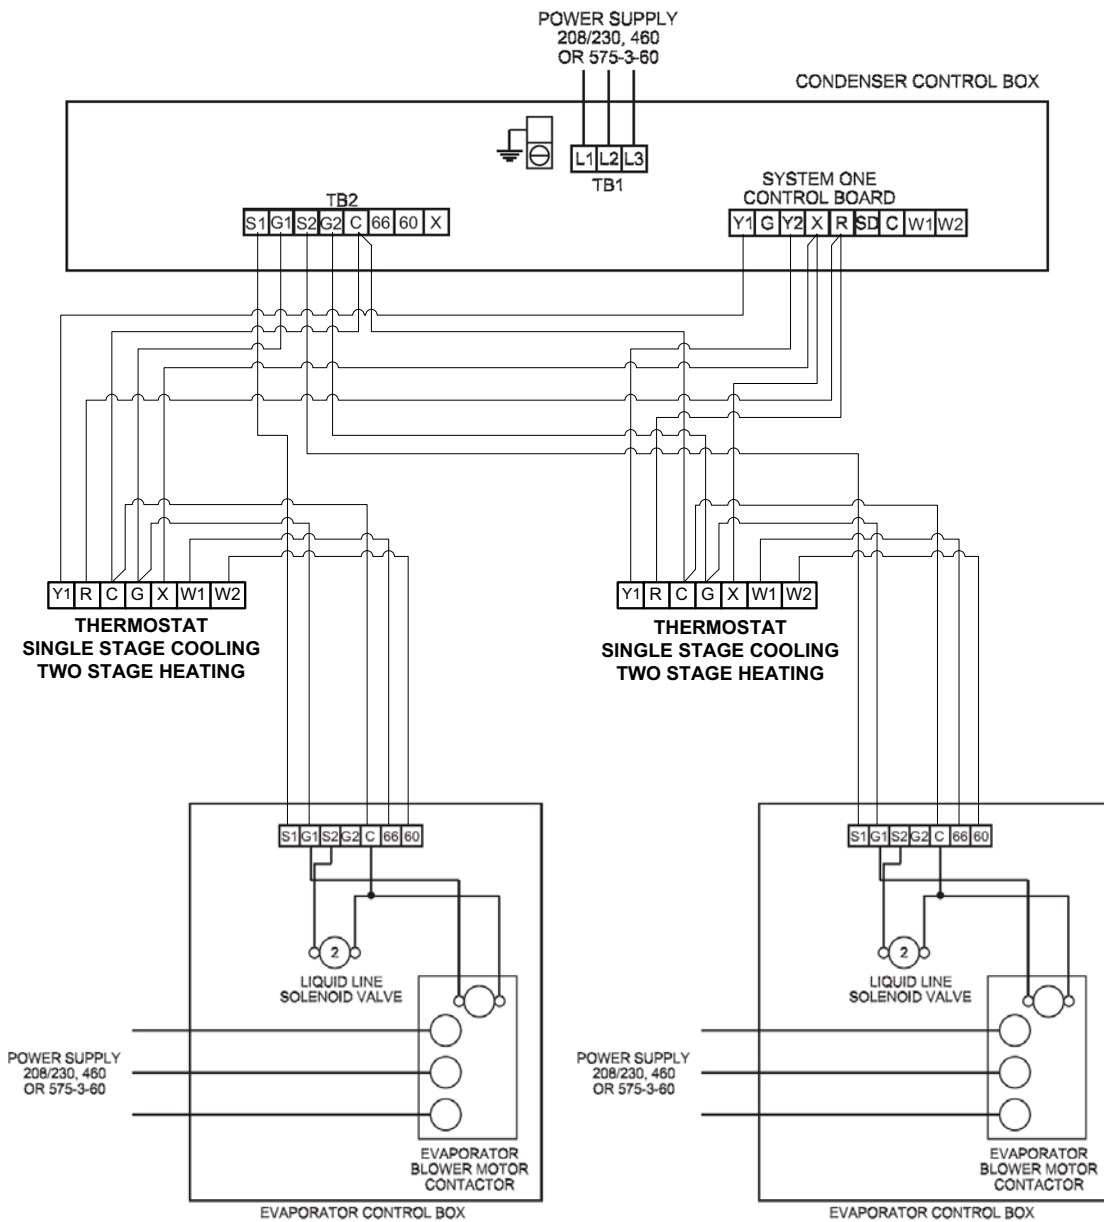 POWER SUPPLY
208/230, 460
OR 575-3-60
CONDENSER CONTROL BOX
L1 L2 L3
TB1
SYSTEM ONE
CONTROL BOARD
TB2
S1 G1 S2 G2 C 66 60 X
Y1 G Y2 X R SD C W1 W2
Y1 R C G X W1 W2
THERMOSTAT
SINGLE STAGE COOLING
TWO STAGE HEATING
Y1 R C G X W1 W2
THERMOSTAT
SINGLE STAGE COOLING
TWO STAGE HEATING
S1 G1 S2 G2 C 66 60
2
LIQUID LINE
SOLENOID VALVE
POWER SUPPLY
208/230, 460
OR 575-3-60
EVAPORATOR
BLOWER MOTOR
CONTACTOR
EVAPORATOR CONTROL BOX
S1 G1 S2 G2 C 66 60
2
LIQUID LINE
SOLENOID VALVE
POWER SUPPLY
208/230, 460
OR 575-3-60
EVAPORATOR
BLOWER MOTOR
CONTACTOR
EVAPORATOR CONTROL BOX